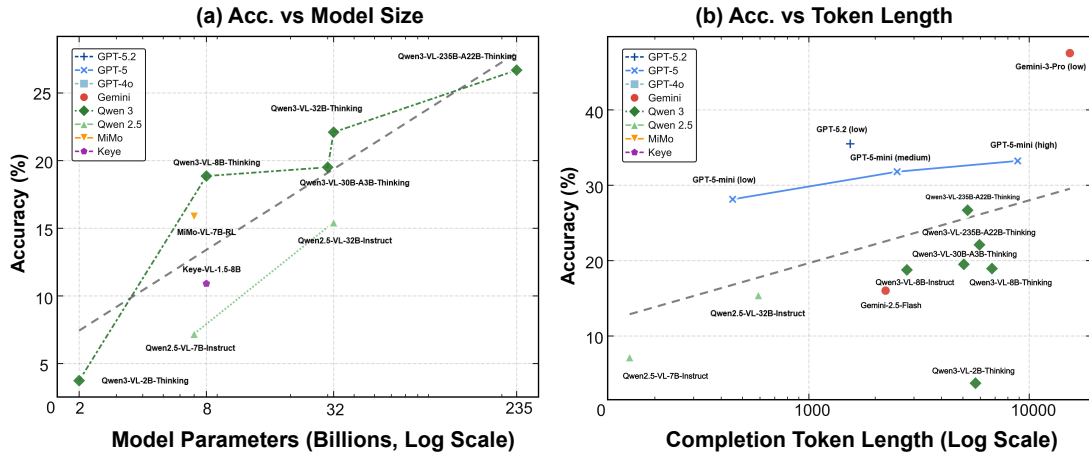 (a) Acc. vs Model Size
GPT-5.2
GPT-5
GPT-4o
Gemini
Qwen 3
Qwen 2.5
MiMo
Keye
Qwen3-VL-235B-A22B-Thinking
Qwen3-VL-32B-Thinking
Qwen3-VL-8B-Thinking
Qwen3-VL-30B-A3B-Thinking
MiMo-VL-7B-RL
Qwen2.5-VL-32B-Instruct
Keye-VL-1.5-8B
Qwen2.5-VL-7B-Instruct
Qwen3-VL-2B-Thinking
Accuracy (%)
25
20
15
10
5
0
2
8
32
235
Model Parameters (Billions, Log Scale)
(b) Acc. vs Token Length
GPT-5.2
GPT-5
GPT-4o
Gemini
Qwen 3
Qwen 2.5
MiMo
Keye
Gemini-3-Pro (low)
GPT-5.2 (low)
GPT-5-mini (high)
GPT-5-mini (medium)
GPT-5-mini (low)
Qwen3-VL-235B-A22B-Thinking
Qwen3-VL-235B-A22B-Thinking
Qwen3-VL-30B-A3B-Thinking
Qwen3-VL-8B-Instruct
Qwen3-VL-8B-Thinking
Gemini-2.5-Flash
Qwen2.5-VL-32B-Instruct
Qwen2.5-VL-7B-Instruct
Qwen3-VL-2B-Thinking
Accuracy (%)
40
30
20
10
0
1000
10000
Completion Token Length (Log Scale)